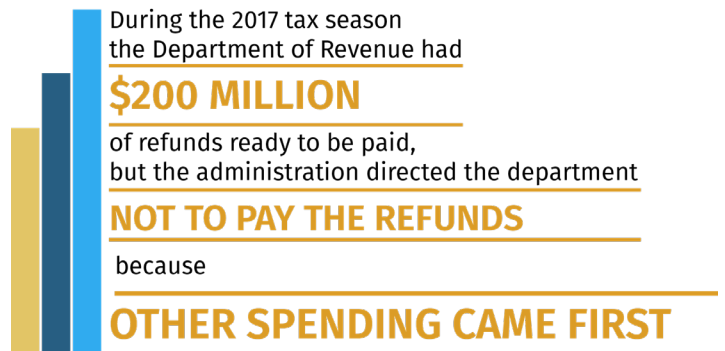 During the 2017 tax season
the Department of Revenue had
$200 MILLION
of refunds ready to be paid,
but the administration directed the department
NOT TO PAY THE REFUNDS
because
OTHER SPENDING CAME FIRST